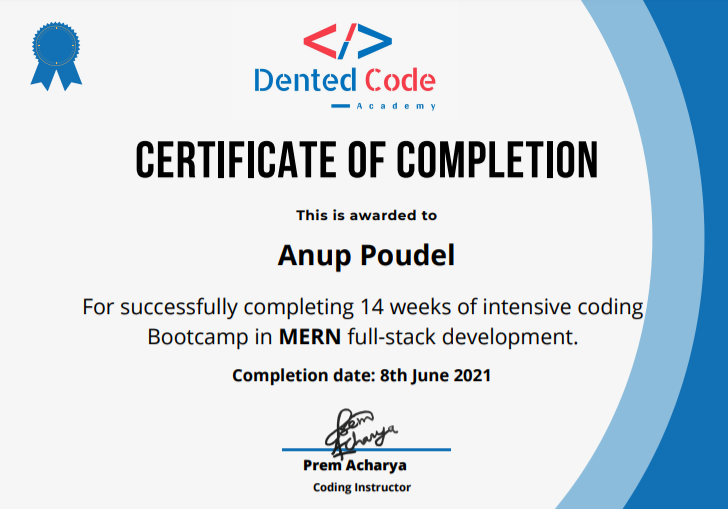 </>
Dented Code
Academy
CERTIFICATE OF COMPLETION
This is awarded to
Anup Poudel
For successfully completing 14 weeks of intensive coding
Bootcamp in MERN full-stack development.
Completion date: 8th June 2021
Prem
Acharya
Prem Acharya
Coding Instructor